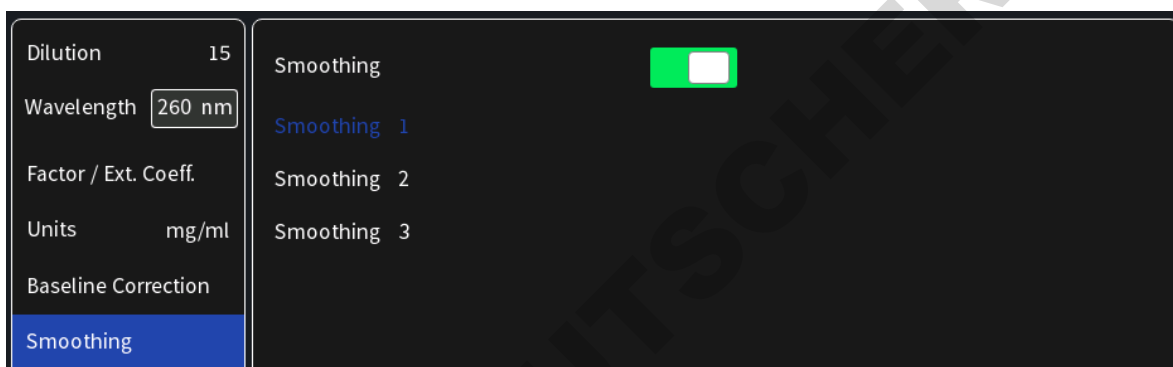 Dilution 15
Wavelength 260 nm
Factor / Ext. Coeff.
Units mg/ml
Baseline Correction
Smoothing
Smoothing
Smoothing 1
Smoothing 2
Smoothing 3